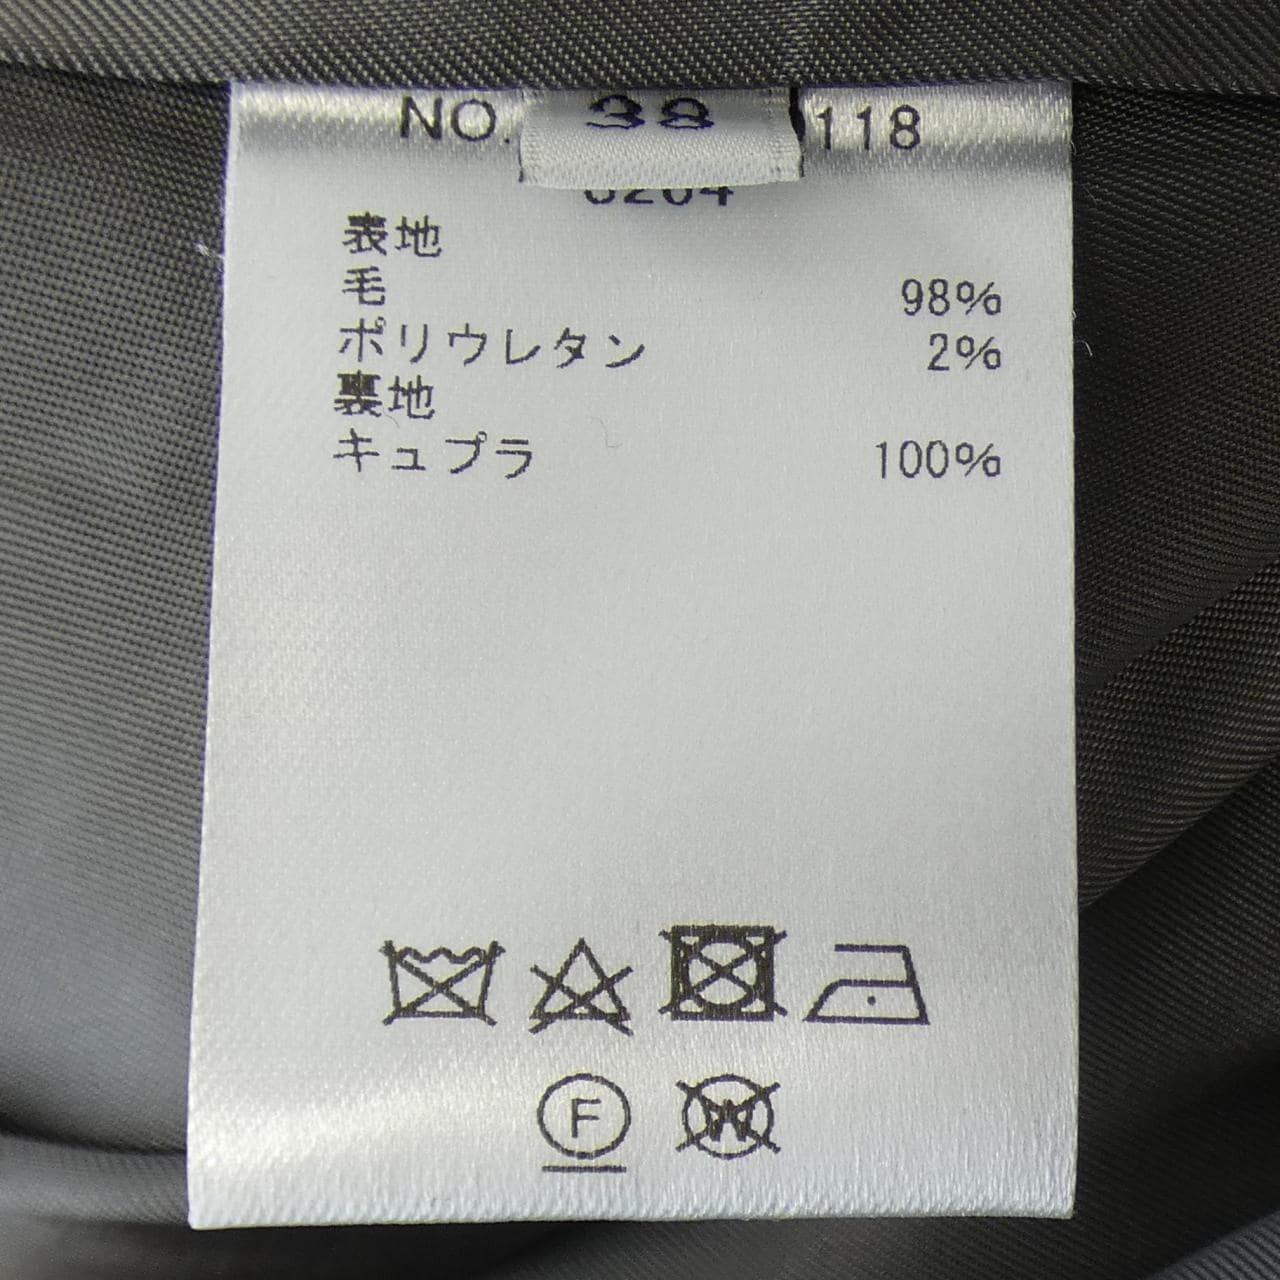 NO. 38 118
表地
毛 98%
ポリウレタン 2%
裏地
キュプラ 100%
F W